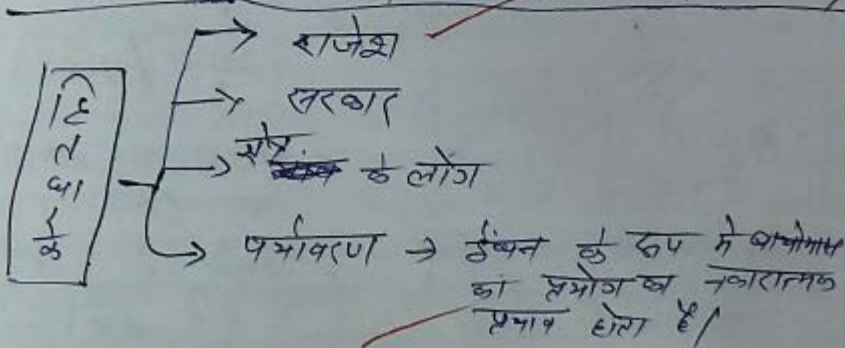 हितधारक
राजेश
सरकार
क्षेत्र के लोग
पर्यावरण → ईंधन के रूप में बायोमास
का प्रयोग का नकारात्मक
प्रभाव होता है।